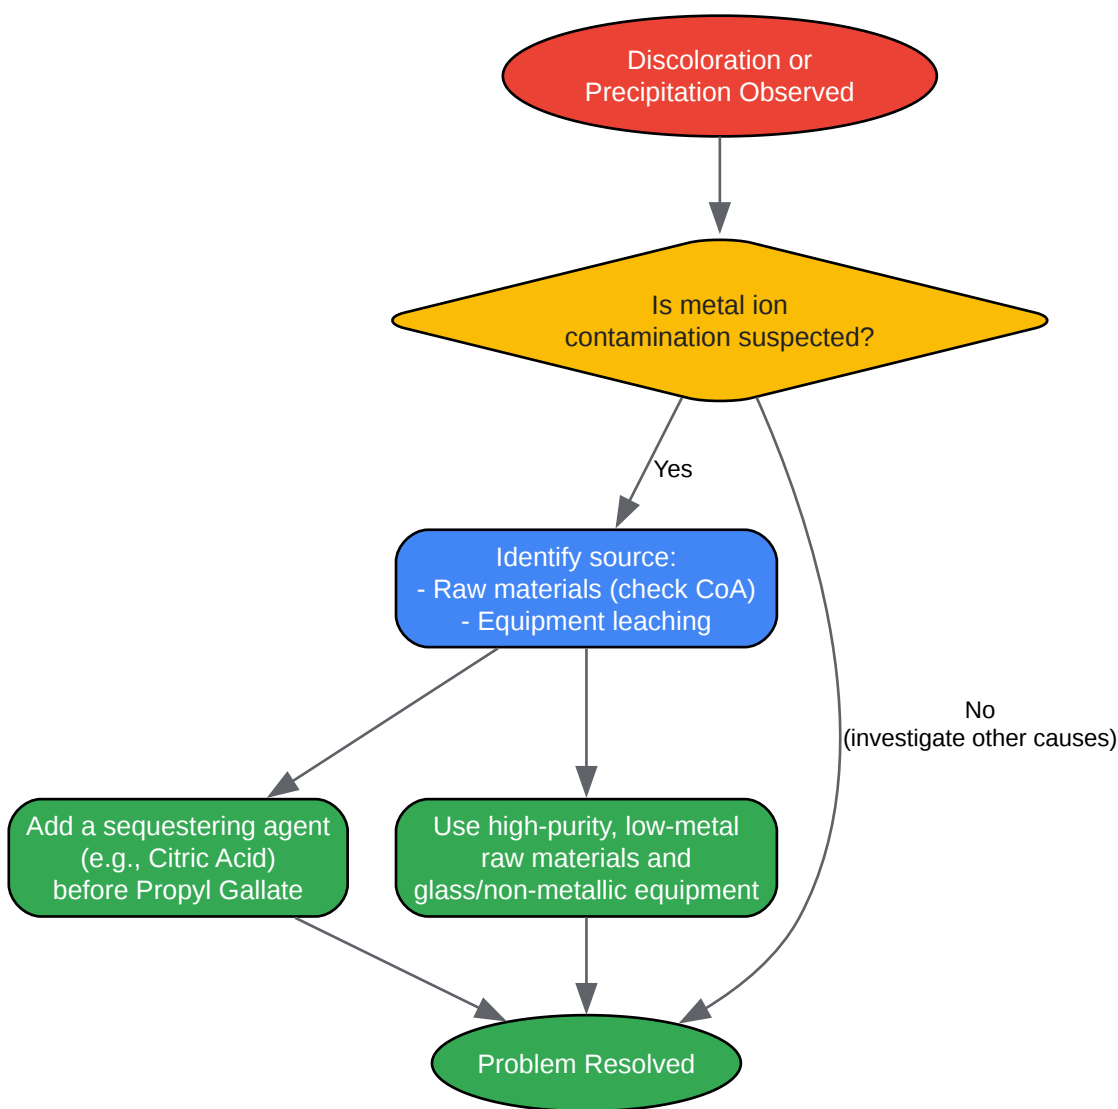 Discoloration or
Precipitation Observed
Is metal ion
contamination suspected?
Yes
Identify source:
- Raw materials (check CoA)
- Equipment leaching
No
(investigate other causes)
Add a sequestering agent
(e.g., Citric Acid)
before Propyl Gallate
Use high-purity, low-metal
raw materials and
glass/non-metallic equipment
Problem Resolved